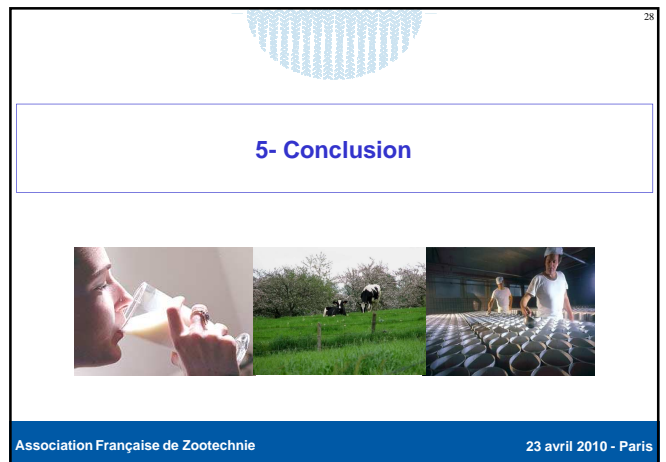 28
5- Conclusion
Association Française de Zootechnie
23 avril 2010 - Paris